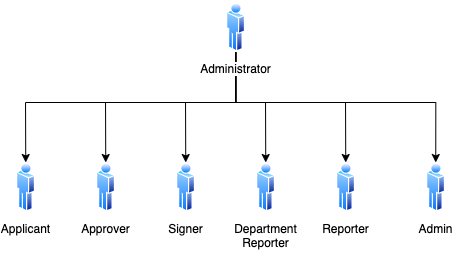 Administrator
Applicant
Approver
Signer
Department
Reporter
Reporter
Admin